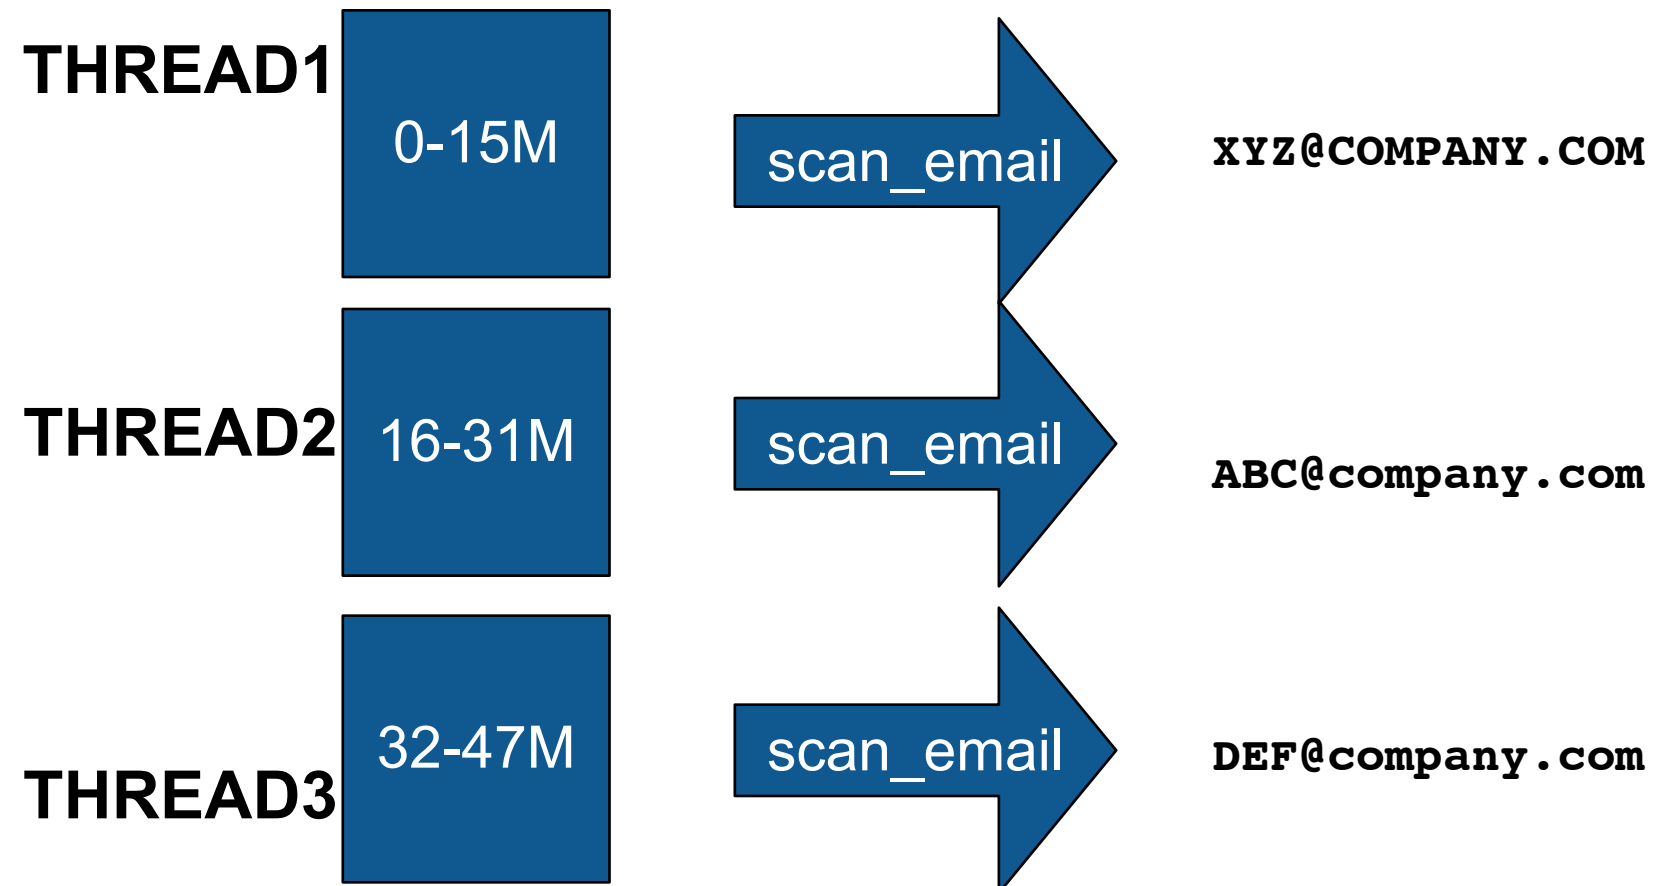 THREAD1
0-15M
scan_email
XYZ@COMPANY.COM
THREAD2
16-31M
scan_email
ABC@company.com
THREAD3
32-47M
scan_email
DEF@company.com